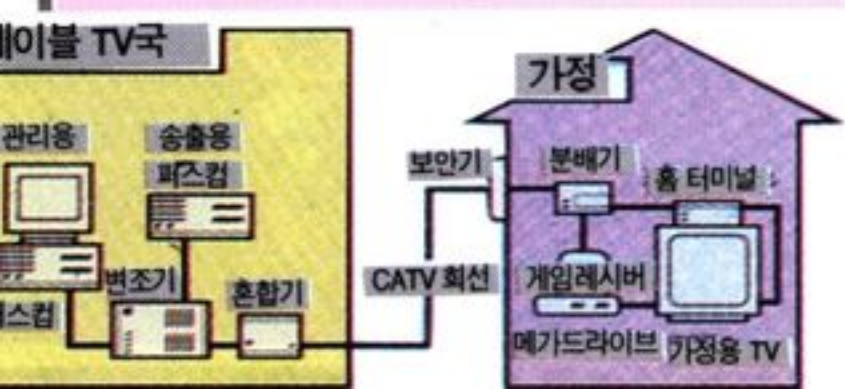 케이블 TV국
관리용
송출용
퍼스컴
변조기
혼합기
스컴
보안기
CATV 회선
가정
분배기
홈 터미널
게임레시버
메가드라이브
가정용 TV